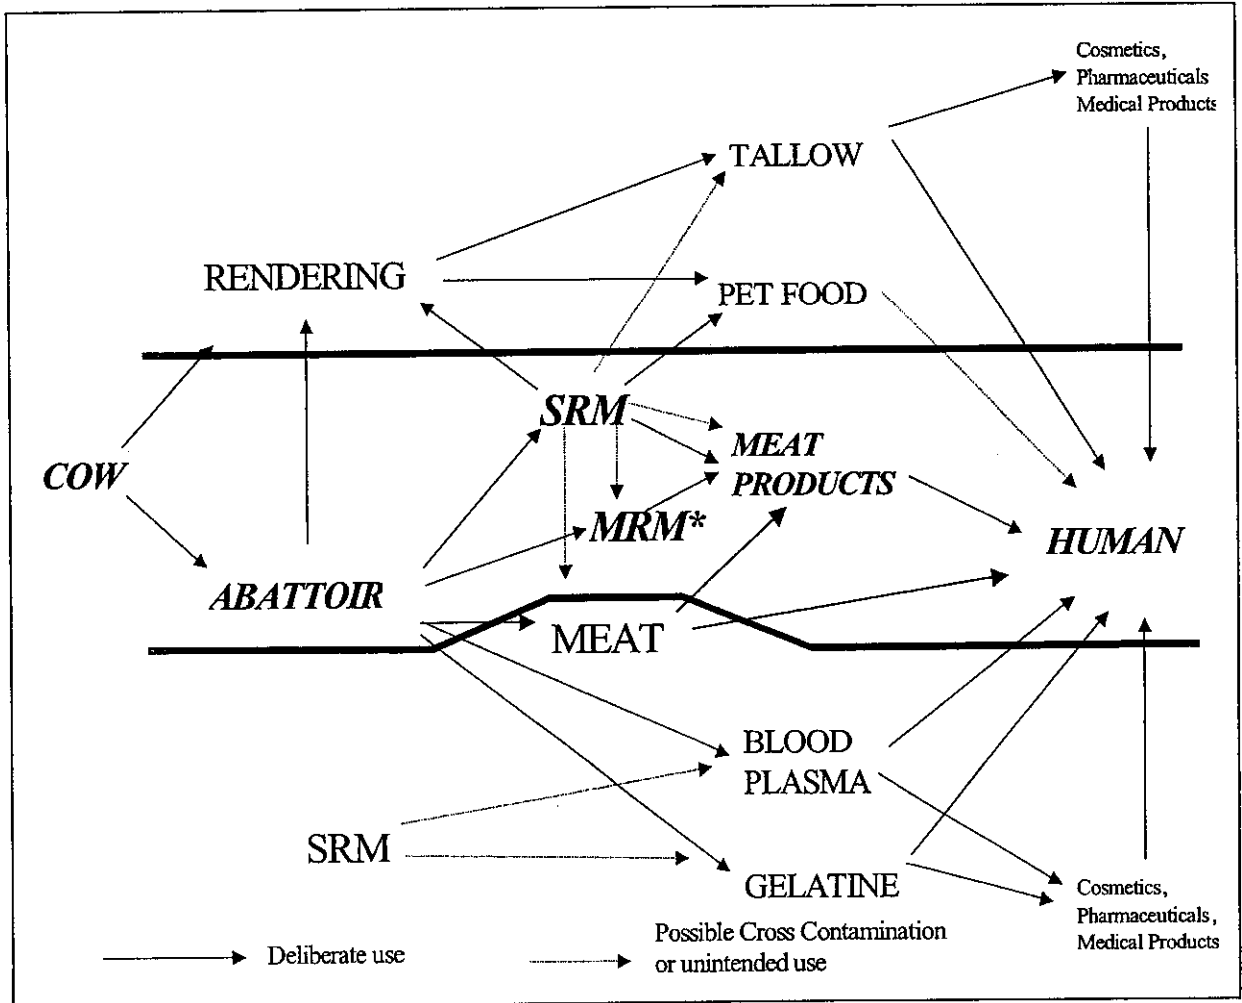 Cosmetics,
Pharmaceuticals
Medical Products
TALLOW
RENDERING
PET FOOD
SRM
MEAT
PRODUCTS
COW
MRM*
HUMAN
ABATTOIR
MEAT
BLOOD
PLASMA
SRM
GELATINE
Cosmetics,
Pharmaceuticals,
Medical Products
Deliberate use
Possible Cross Contamination
or unintended use